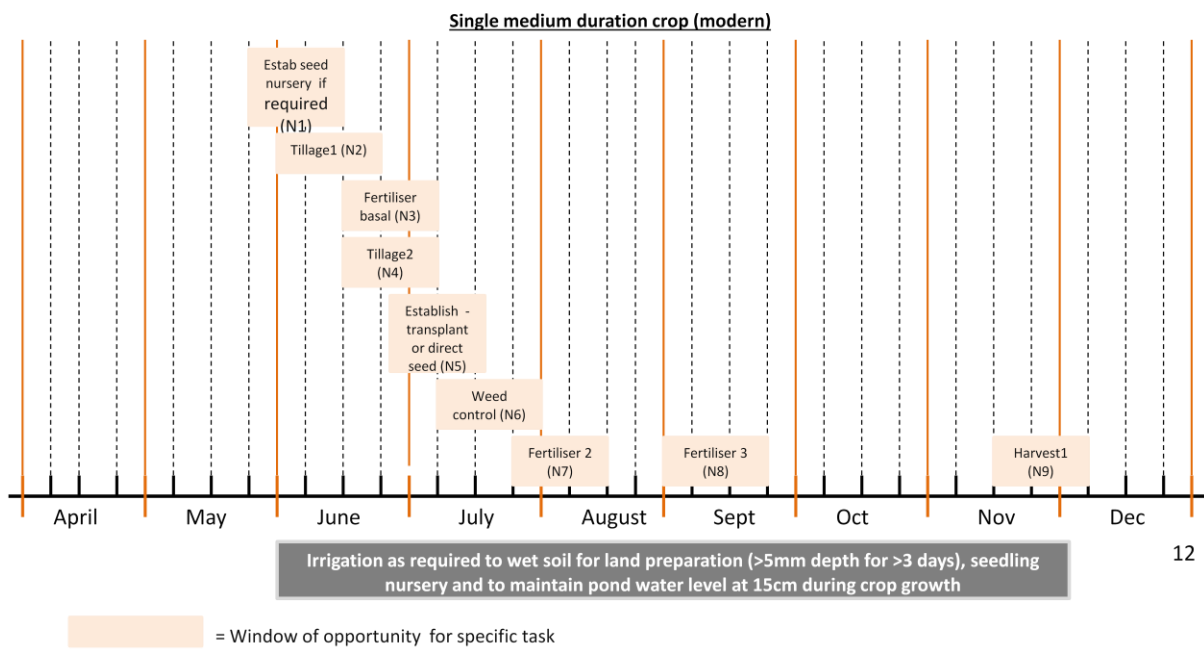 Single medium duration crop (modern)
Estab seed
nursery if
required
(N1)
Tillage1 (N2)
Fertiliser
basal (N3)
Tillage2
(N4)
Establish -
transplant
or direct
seed (N5)
Weed
control (N6)
Fertiliser 2
(N7)
Fertiliser 3
(N8)
Harvest1
(N9)
April
May
June
July
August
Sept
Oct
Nov
Dec
Irrigation as required to wet soil for land preparation (>5mm depth for >3 days), seedling
nursery and to maintain pond water level at 15cm during crop growth
12
= Window of opportunity for specific task